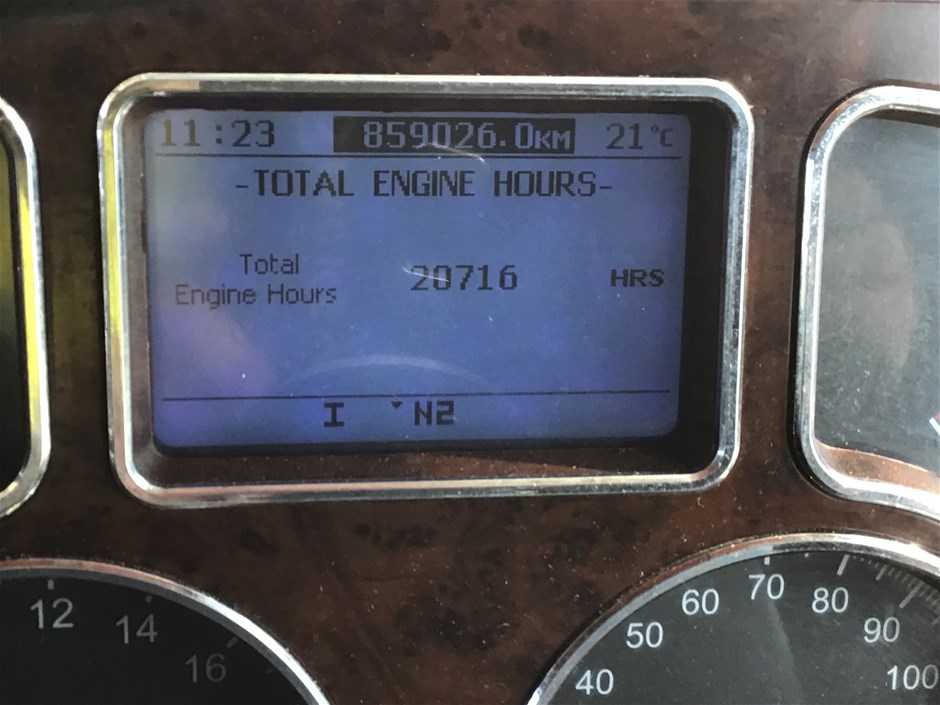 11:23 859026.0KM 21°C
-TOTAL ENGINE HOURS-
Total
Engine Hours 20716 HRS
I N2
12 14 16
40 50 60 70 80 90 100